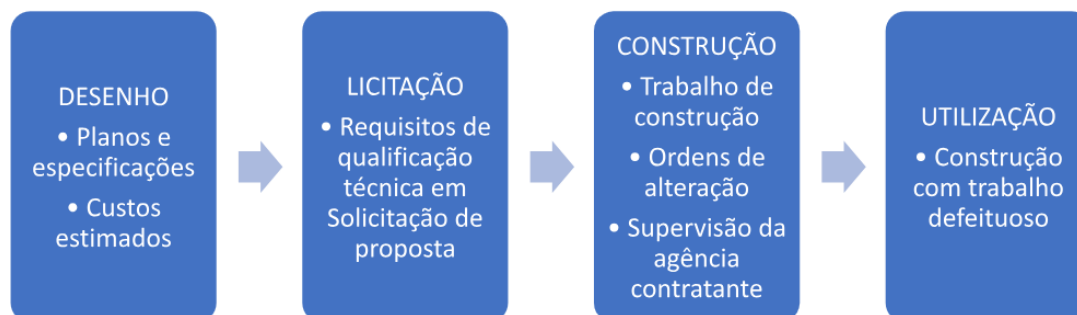 DESENHO
• Planos e
especificações
• Custos
estimados
LICITAÇÃO
• Requisitos de
qualificação
técnica em
Solicitação de
proposta
CONSTRUÇÃO
• Trabalho de
construção
• Ordens de
alteração
• Supervisão da
agência
contratante
UTILIZAÇÃO
• Construção
com trabalho
defeituoso